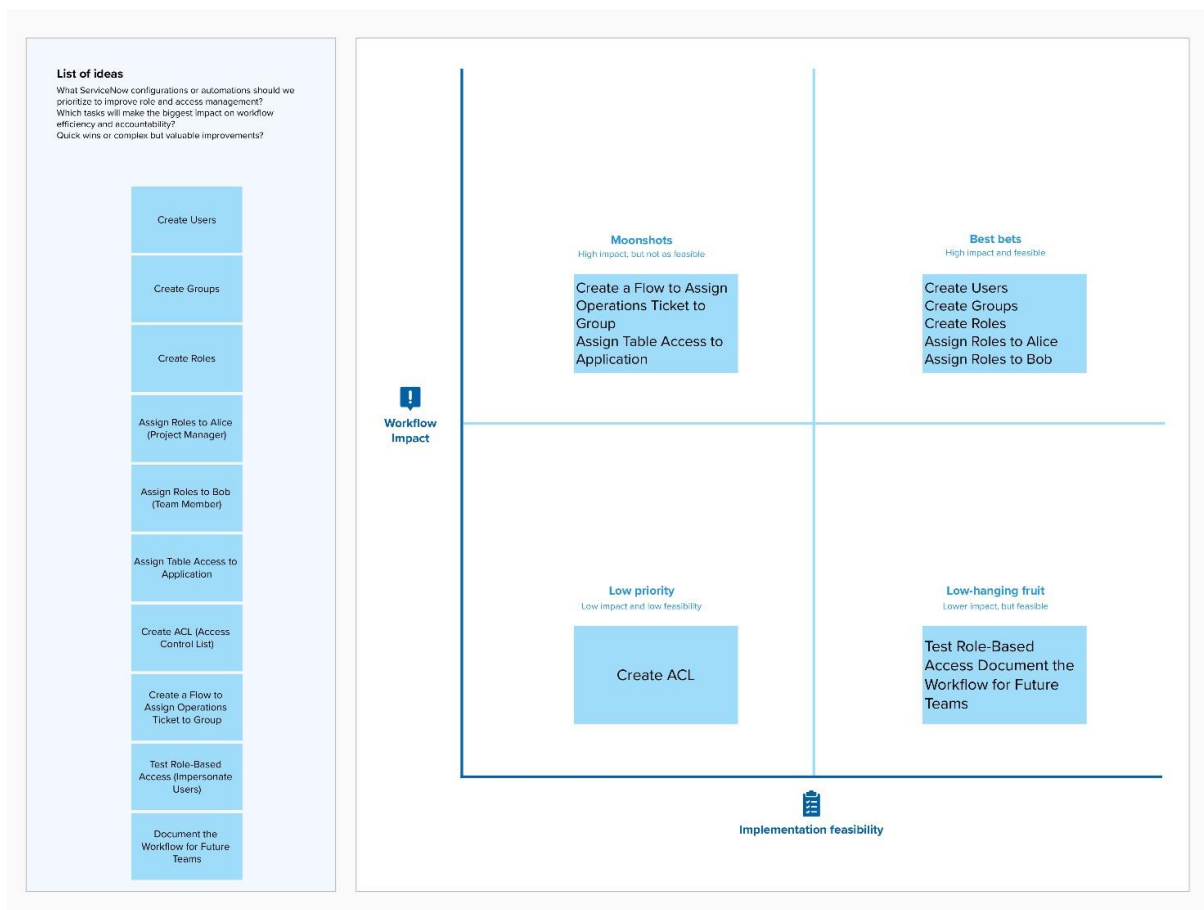 List of ideas
What ServiceNow configurations or automations should we
prioritize to improve role and access management?
Which tasks will make the biggest impact on workflow
efficiency and accountability?
Quick wins or complex but valuable improvements?
Create Users
Create Groups
Create Roles
Assign Roles to Alice
(Project Manager)
Assign Roles to Bob
(Team Member)
Assign Table Access to
Application
Create ACL (Access
Control List)
Create a Flow to
Assign Operations
Ticket to Group
Test Role-Based
Access (Impersonate
Users)
Document the
Workflow for Future
Teams
Workflow
Impact
Moonshots
High impact, but not as feasible
Create a Flow to Assign
Operations Ticket to
Group
Assign Table Access to
Application
Best bets
High impact and feasible
Create Users
Create Groups
Create Roles
Assign Roles to Alice
Assign Roles to Bob
Low priority
Low impact and low feasibility
Create ACL
Low-hanging fruit
Lower impact, but feasible
Test Role-Based
Access Document the
Workflow for Future
Teams
Implementation feasibility